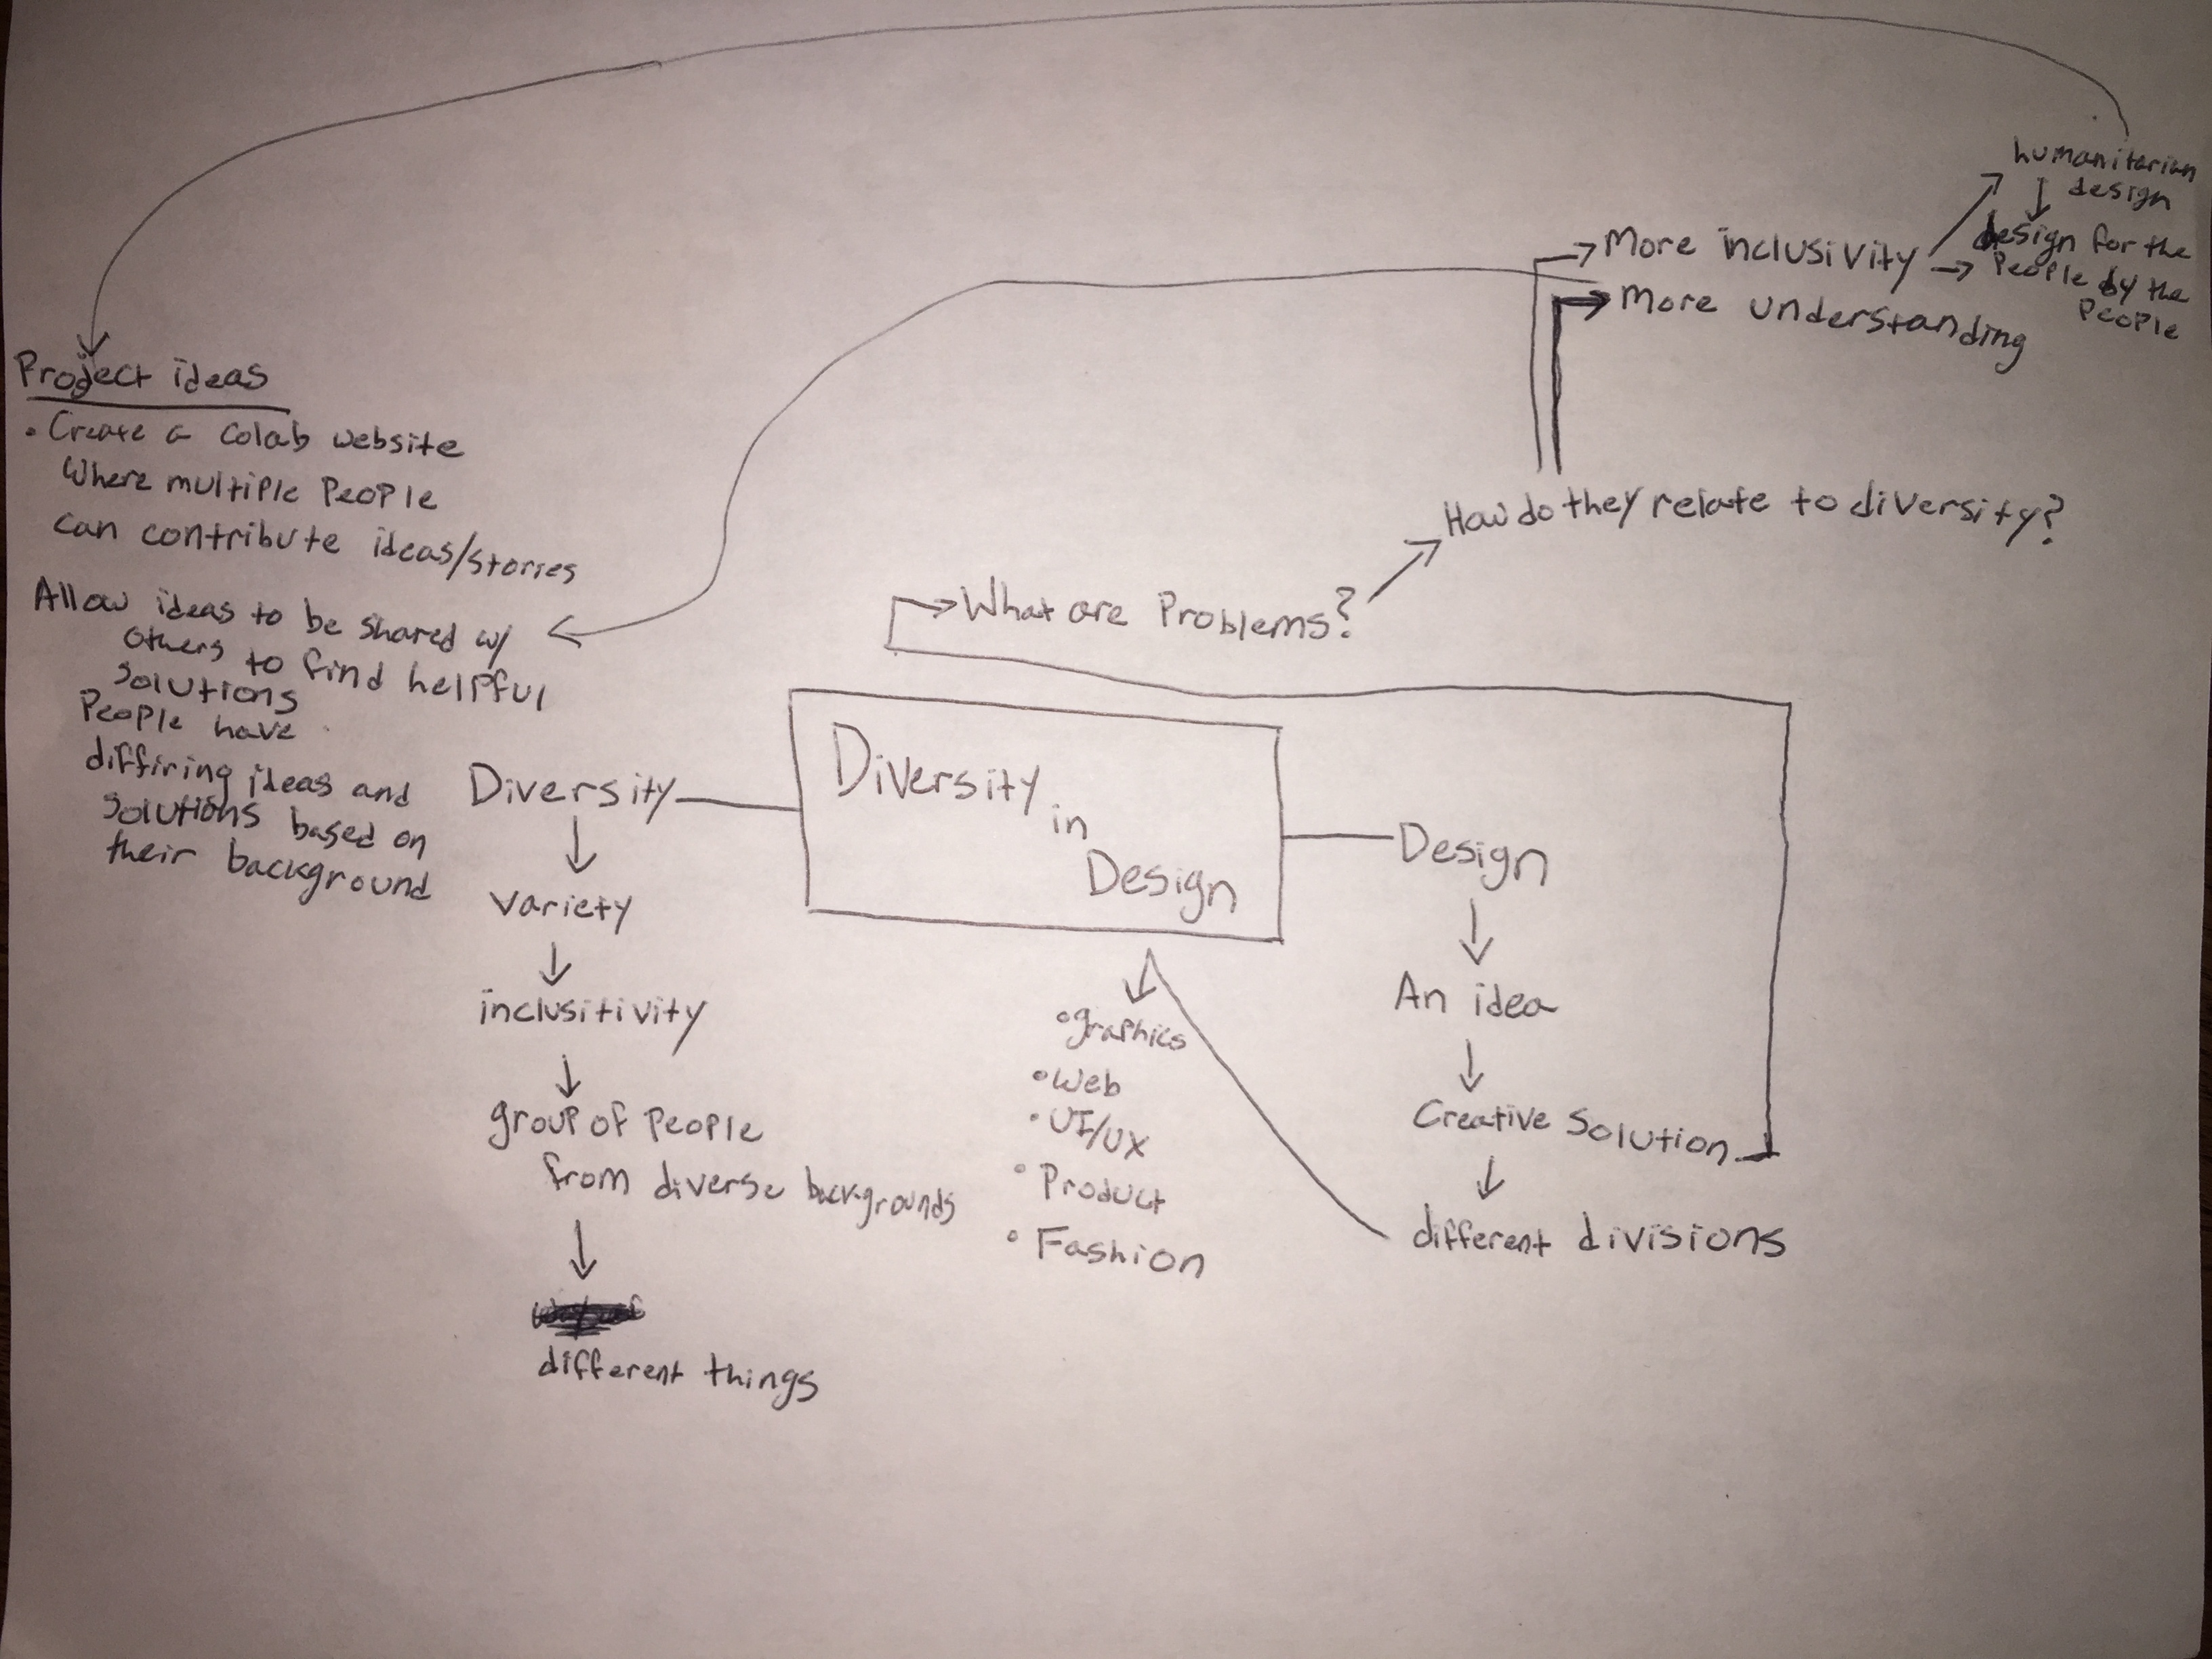 Project ideas
• Create a colab website
Where multiple People
can contribute ideas/stories
Allow ideas to be shared w/
others to find helpful
solutions
People have
differing ideas and
solutions based on
their background
humanitarian
design
design for the
People by the
People
More inclusivity
More understanding
How do they relate to diversity?
What are Problems?
Diversity
in
Design
Diversity
variety
inclusitivity
group of People
from diverse backgrounds
different things
Design
An idea
Creative Solution
different divisions
• graphics
• Web
• UI/UX
• Product
• Fashion